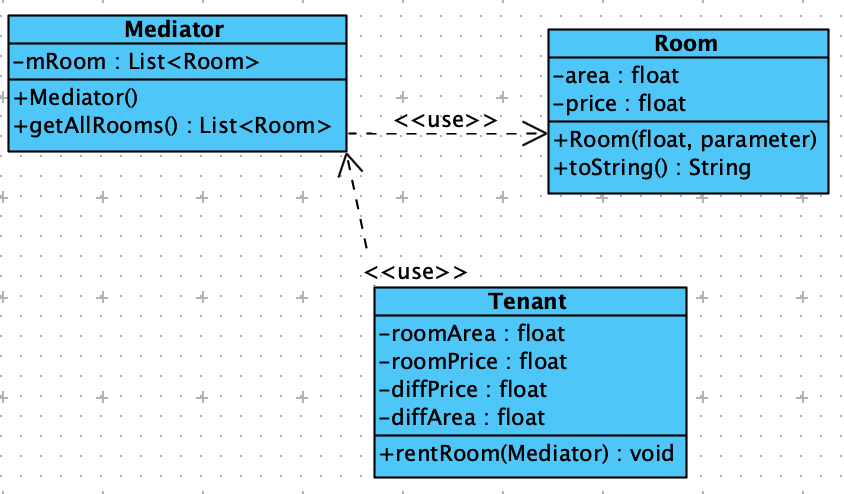 Mediator
-mRoom : List<Room>
+Mediator()
+getAllRooms() : List<Room>
<<use>>
Room
-area : float
-price : float
+Room(float, parameter)
+toString() : String
<<use>>
Tenant
-roomArea : float
-roomPrice : float
-diffPrice : float
-diffArea : float
+rentRoom(Mediator) : void